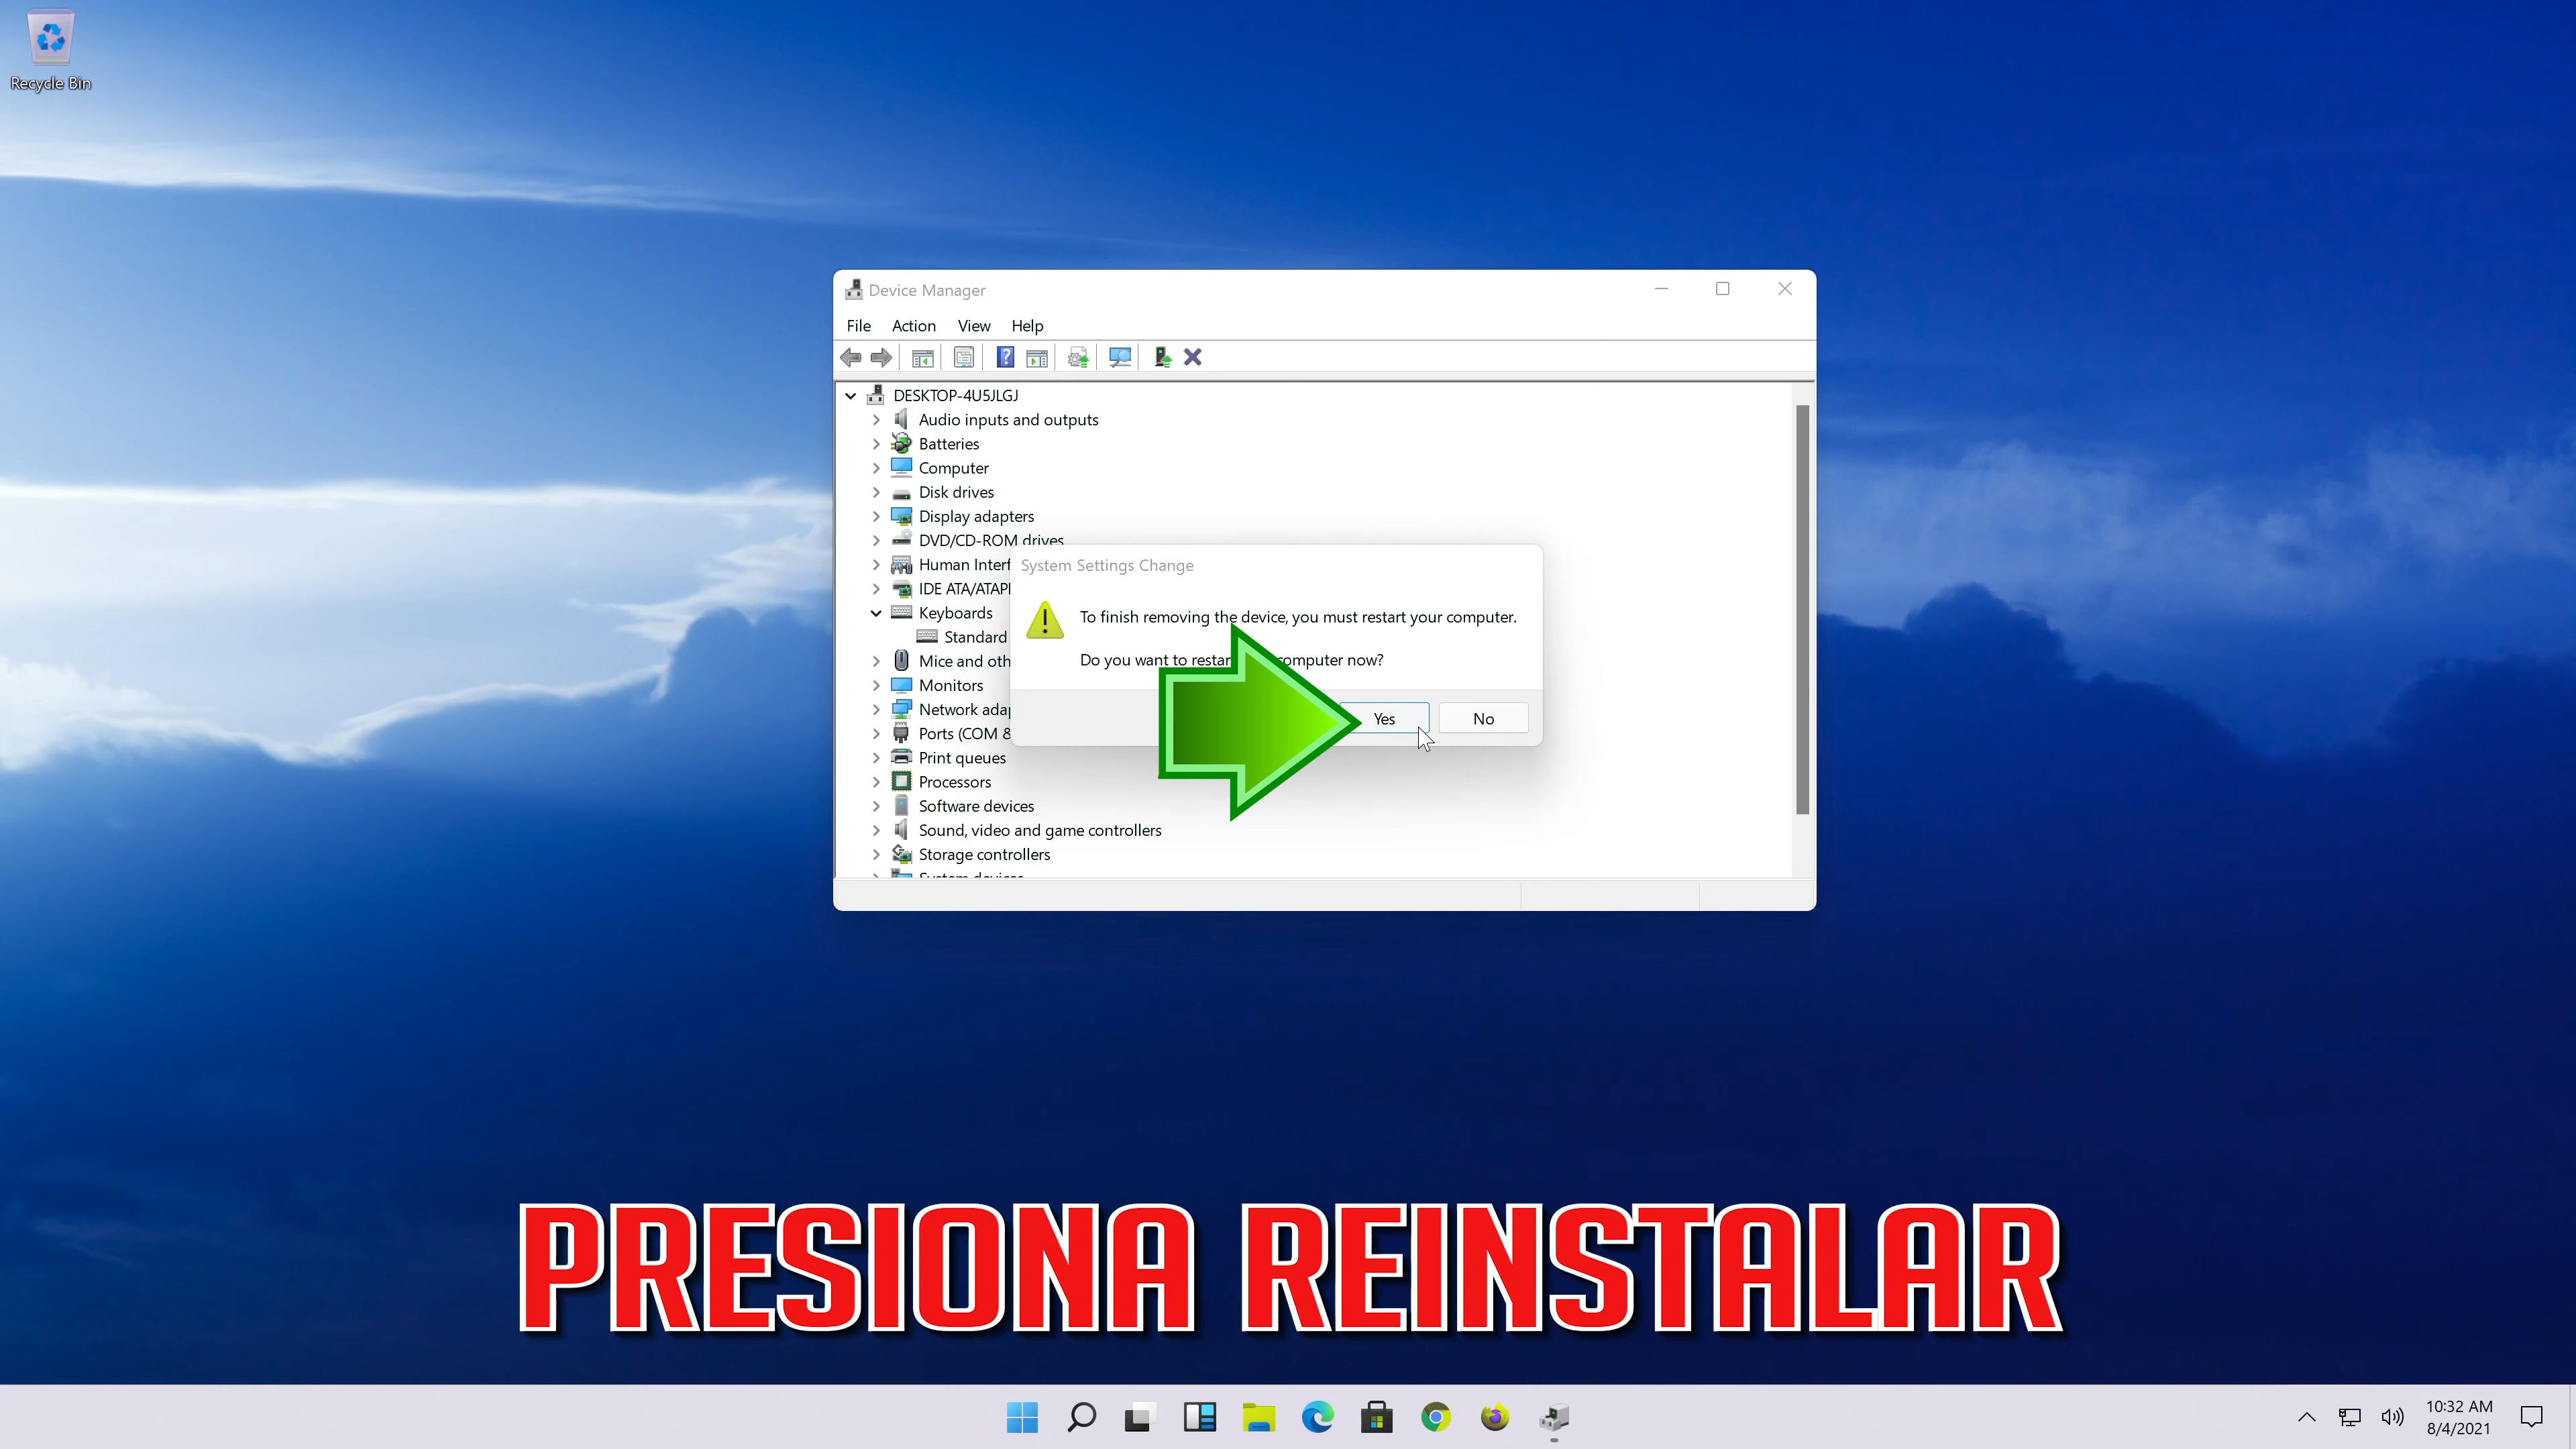 Recycle Bin
Device Manager
File Action View Help
DESKTOP-4U5JLGJ
Audio inputs and outputs
Batteries
Computer
Disk drives
Display adapters
DVD/CD-ROM drives
Human Interf
IDE ATA/ATAPI
Keyboards
Standard
Mice and oth
Monitors
Network adap
Ports (COM &
Print queues
Processors
Software devices
Sound, video and game controllers
Storage controllers
System devices
System Settings Change
To finish removing the device, you must restart your computer.
Do you want to restar computer now?
Yes No
PRESIONA REINSTALAR
10:32 AM
8/4/2021